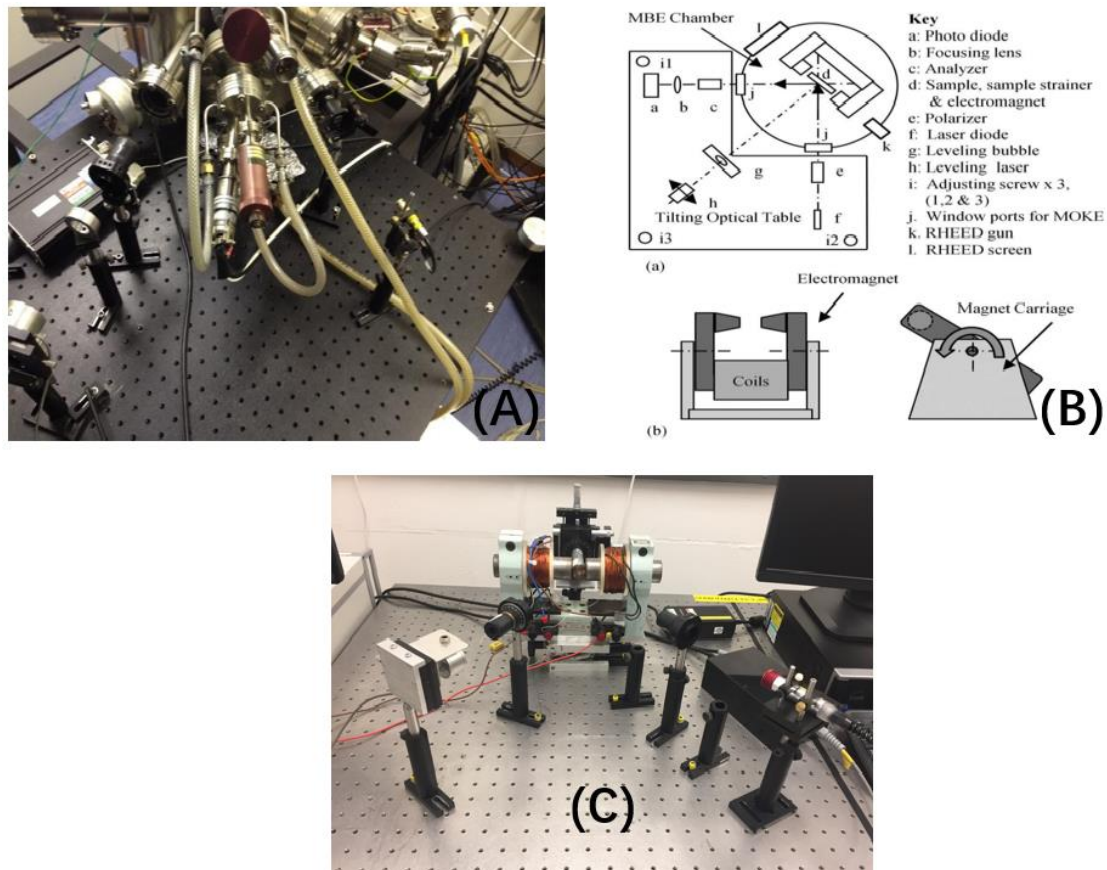 MBE Chamber
l
i1
d
a
b
c
j
j
k
g
e
h
f
Tilting Optical Table
i3
i2
(a)
Key
a: Photo diode
b: Focusing lens
c: Analyzer
d: Sample, sample strainer
& electromagnet
e: Polarizer
f: Laser diode
g: Leveling bubble
h: Leveling laser
i: Adjusting screw x 3,
(1,2 & 3)
j. Window ports for MOKE
k. RHEED gun
l. RHEED screen
Electromagnet
Magnet Carriage
Coils
(b)
(A)
(B)
(C)